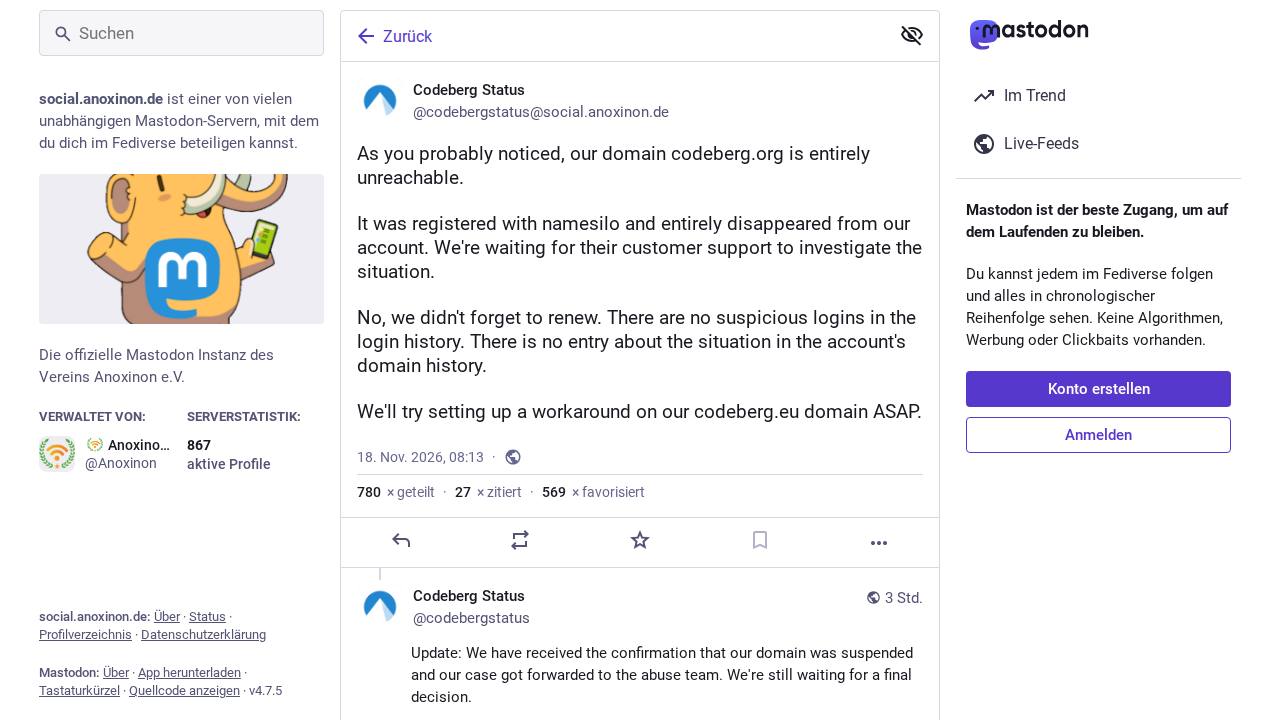 Suchen
social.anoxinon.de ist einer von vielen
unabhängigen Mastodon-Servern, mit dem
du dich im Fediverse beteiligen kannst.
Die offizielle Mastodon Instanz des
Vereins Anoxinon e.V.
VERWALTET VON:
Anoxino…
@Anoxinon
SERVERSTATISTIK:
867
aktive Profile
social.anoxinon.de: Über · Status ·
Profilverzeichnis · Datenschutzerklärung
Mastodon: Über · App herunterladen ·
Tastaturkürzel · Quellcode anzeigen · v4.7.5
Zurück
Codeberg Status
@codebergstatus@social.anoxinon.de
As you probably noticed, our domain codeberg.org is entirely
unreachable.
It was registered with namesilo and entirely disappeared from our
account. We're waiting for their customer support to investigate the
situation.
No, we didn't forget to renew. There are no suspicious logins in the
login history. There is no entry about the situation in the account's
domain history.
We'll try setting up a workaround on our codeberg.eu domain ASAP.
18. Nov. 2026, 08:13 ·
780 × geteilt · 27 × zitiert · 569 × favorisiert
Codeberg Status
3 Std.
@codebergstatus
Update: We have received the confirmation that our domain was suspended
and our case got forwarded to the abuse team. We're still waiting for a final
decision.
mastodon
Im Trend
Live-Feeds
Mastodon ist der beste Zugang, um auf
dem Laufenden zu bleiben.
Du kannst jedem im Fediverse folgen
und alles in chronologischer
Reihenfolge sehen. Keine Algorithmen,
Werbung oder Clickbaits vorhanden.
Konto erstellen
Anmelden